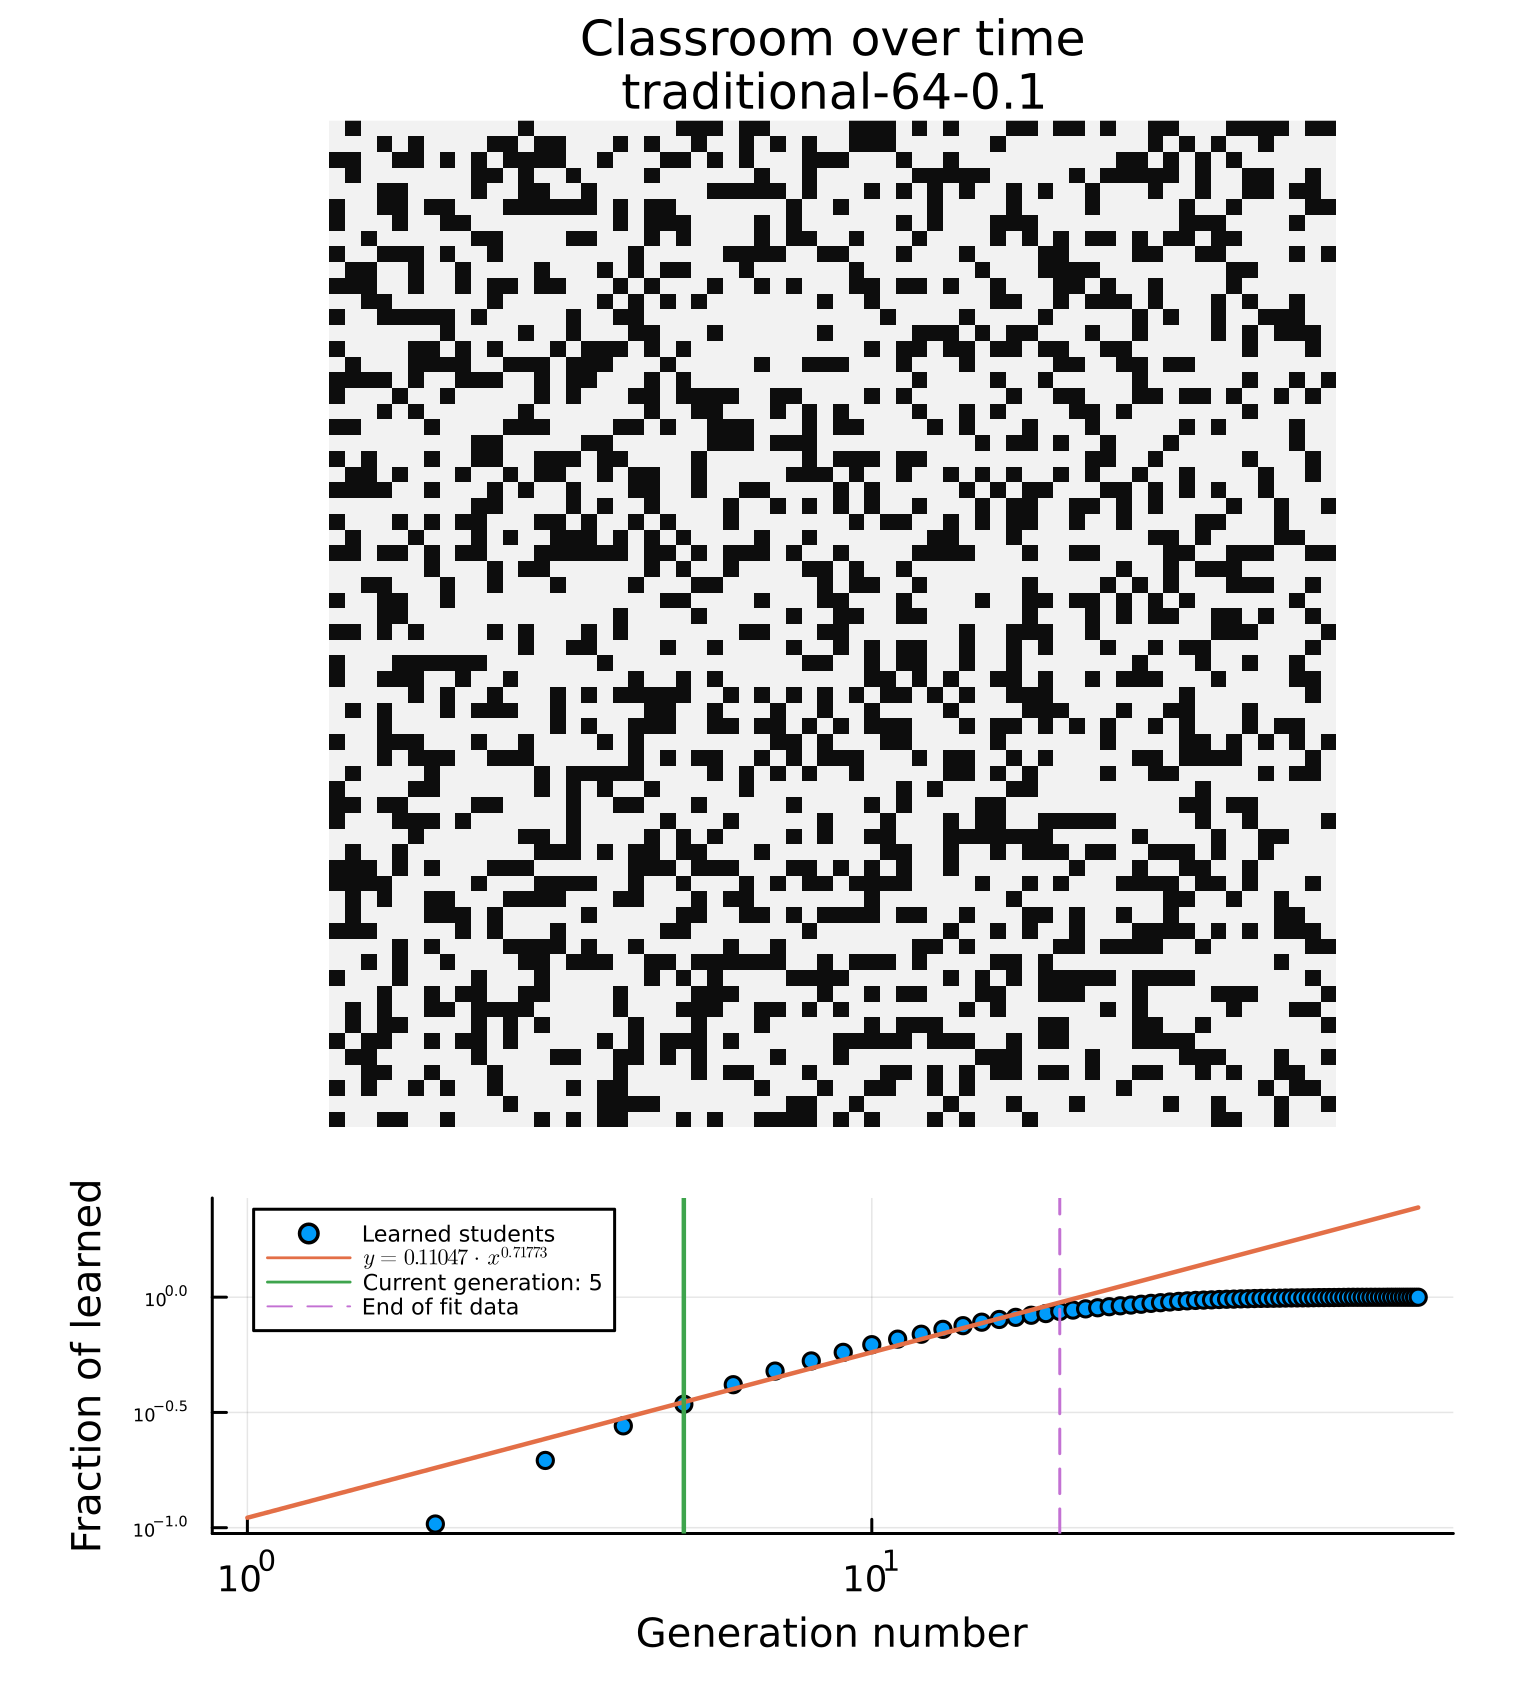 Classroom over time
traditional-64-0.1
Fraction of learned
Learned students
y = 0.11047 · x^0.71773
Current generation: 5
End of fit data
10^0.0
10^−0.5
10^−1.0
10^0
10^1
Generation number